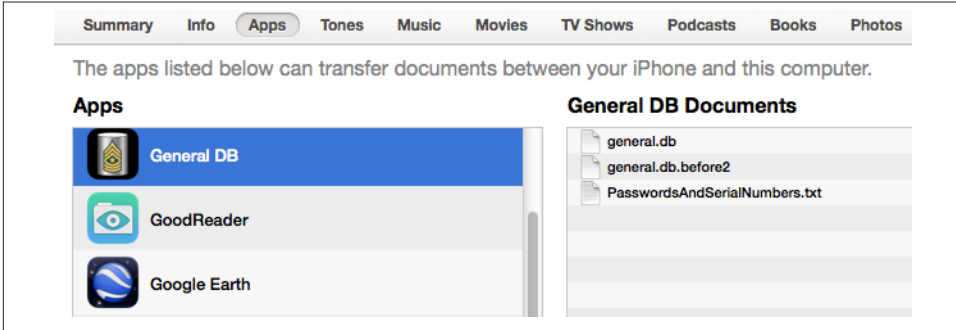 Summary Info Apps Tones Music Movies TV Shows Podcasts Books Photos
The apps listed below can transfer documents between your iPhone and this computer.
Apps
General DB
GoodReader
Google Earth
General DB Documents
general.db
general.db.before2
PasswordsAndSerialNumbers.txt